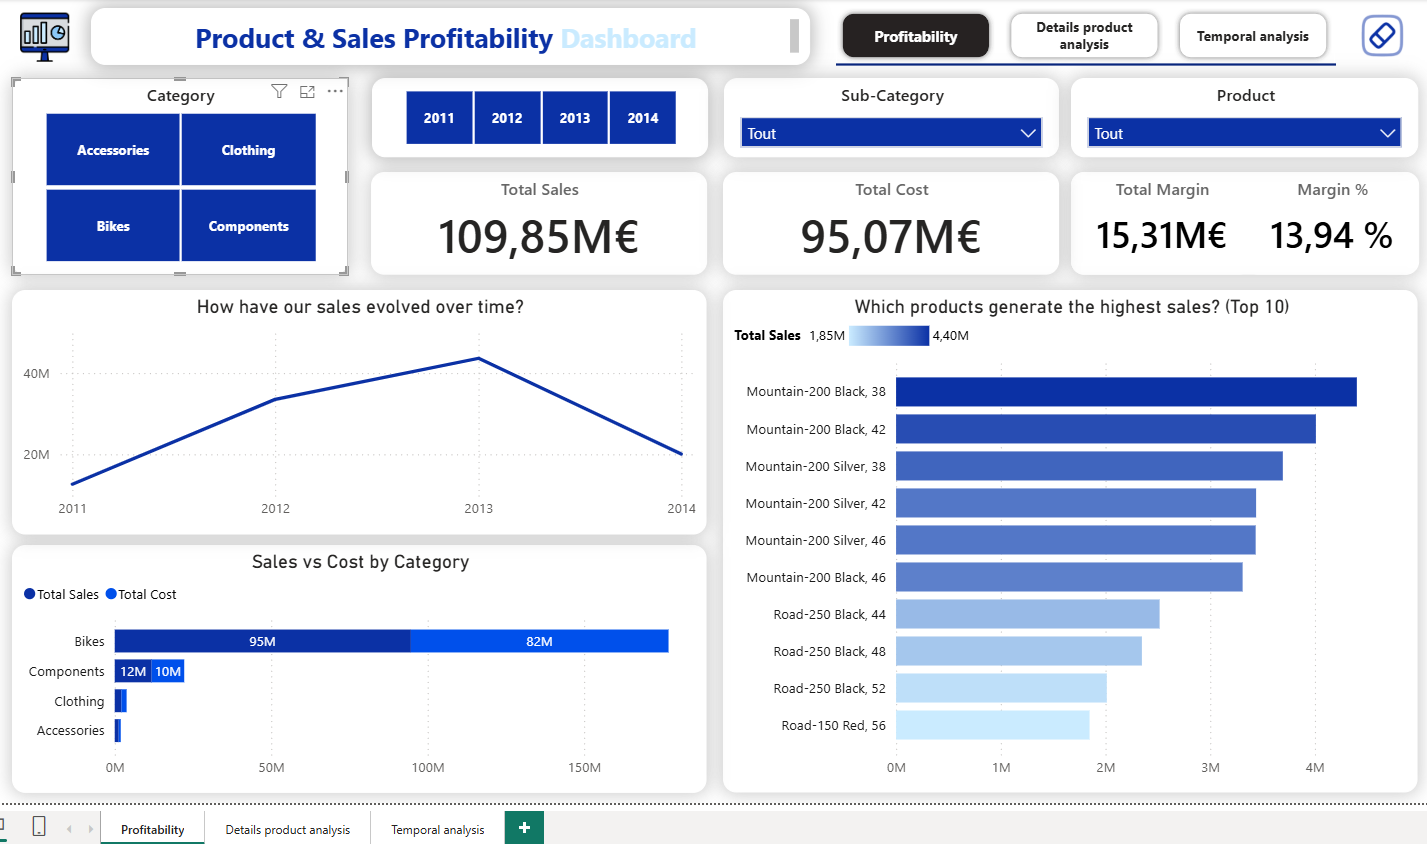 Product & Sales Profitability Dashboard
Profitability
Details product
analysis
Temporal analysis
Category
Accessories
Clothing
Bikes
Components
2011
2012
2013
2014
Sub-Category
Tout
Product
Tout
Total Sales
109,85M€
Total Cost
95,07M€
Total Margin
15,31M€
Margin %
13,94 %
How have our sales evolved over time?
40M
20M
2011
2012
2013
2014
Sales vs Cost by Category
Total Sales
Total Cost
Bikes
95M
82M
Components
12M
10M
Clothing
Accessories
0M
50M
100M
150M
Which products generate the highest sales? (Top 10)
Total Sales
1,85M
4,40M
Mountain-200 Black, 38
Mountain-200 Black, 42
Mountain-200 Silver, 38
Mountain-200 Silver, 42
Mountain-200 Silver, 46
Mountain-200 Black, 46
Road-250 Black, 44
Road-250 Black, 48
Road-250 Black, 52
Road-150 Red, 56
0M
1M
2M
3M
4M
Profitability
Details product analysis
Temporal analysis